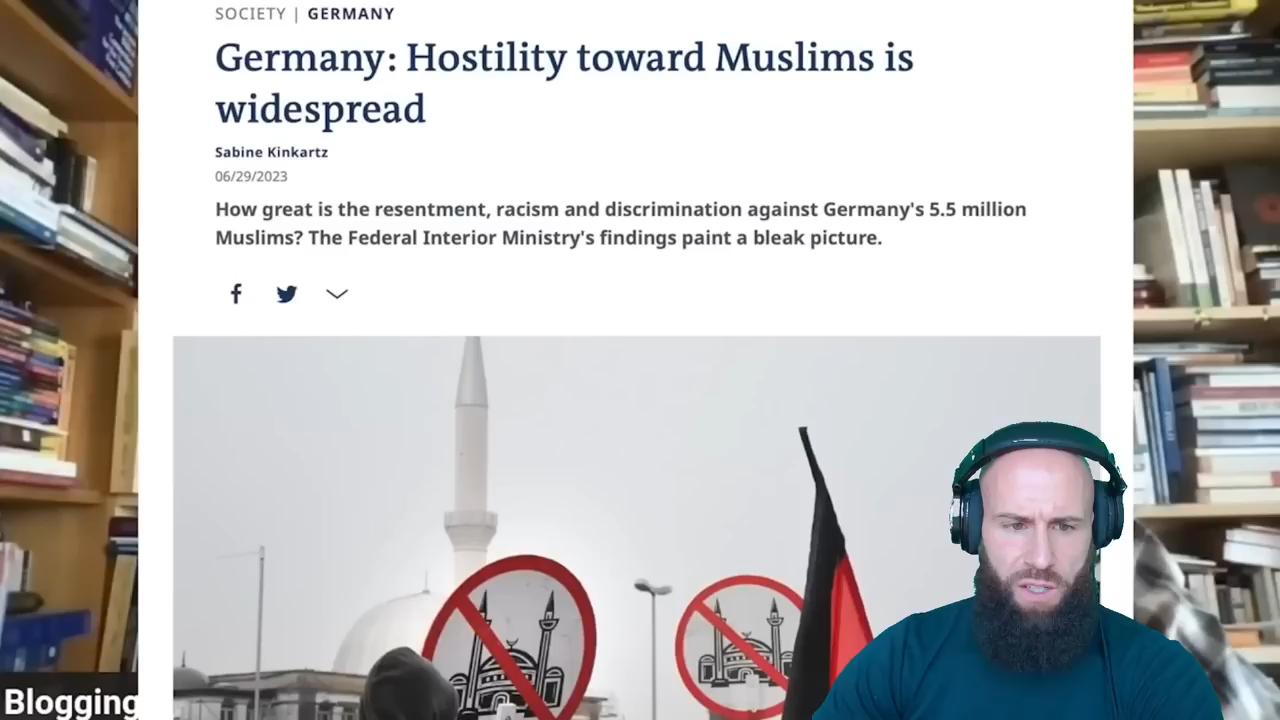 SOCIETY | GERMANY
Germany: Hostility toward Muslims is
widespread
Sabine Kinkartz
06/29/2023
How great is the resentment, racism and discrimination against Germany's 5.5 million
Muslims? The Federal Interior Ministry's findings paint a bleak picture.
Blogging